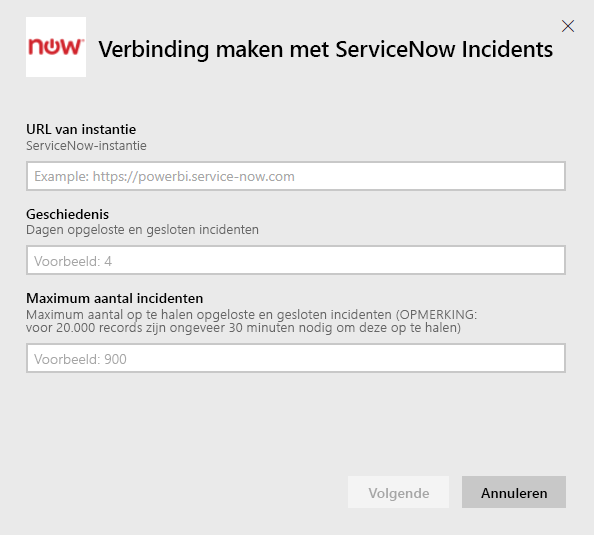 now
Verbinding maken met ServiceNow Incidents
URL van instantie
ServiceNow-instantie
Example: https://powerbi.service-now.com
Geschiedenis
Dagen opgeloste en gesloten incidenten
Voorbeeld: 4
Maximum aantal incidenten
Maximum aantal op te halen opgeloste en gesloten incidenten (OPMERKING:
voor 20.000 records zijn ongeveer 30 minuten nodig om deze op te halen)
Voorbeeld: 900
Volgende
Annuleren